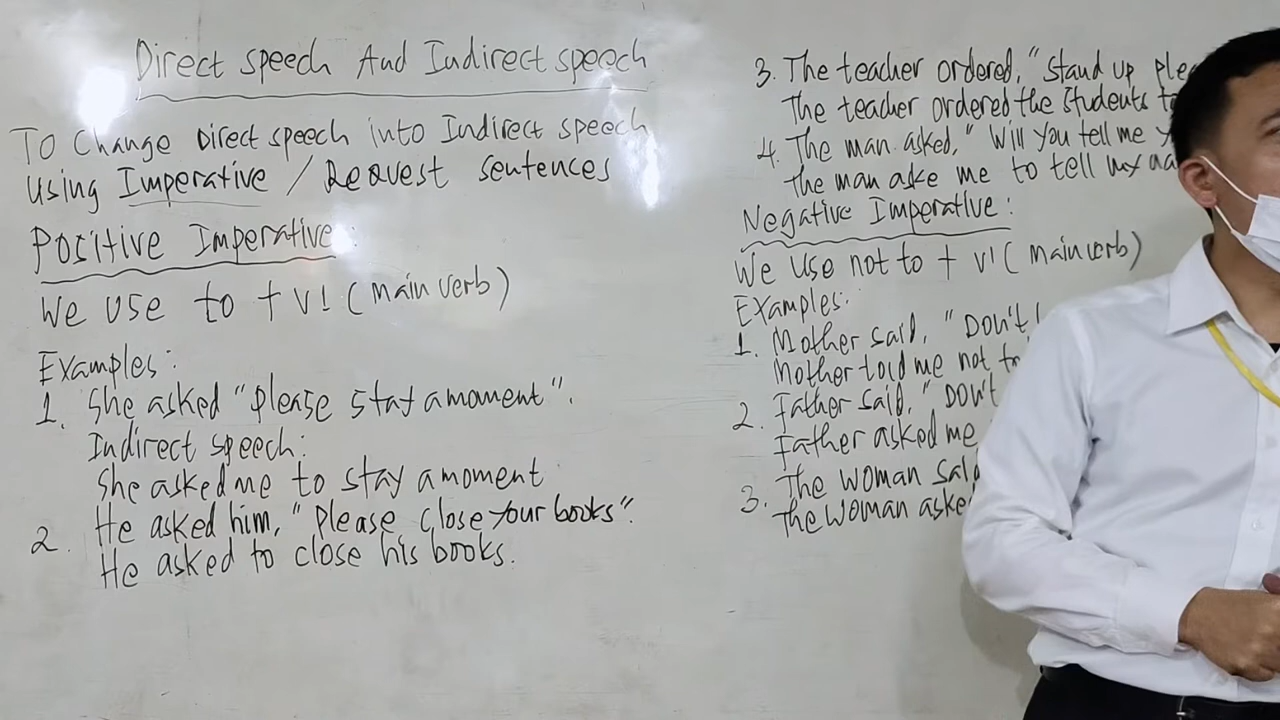 Direct speech And Indirect speech
To Change Direct speech into Indirect speech
Using Imperative / Request sentences
Positive Imperative:
We use to + V1 (main verb)
Examples:
1. She asked "please stay a moment".
Indirect speech:
She asked me to stay a moment
2. He asked him, "Please close your books".
He asked to close his books.
3. The teacher ordered, "Stand up
The teacher ordered the students
4. The man asked, "Will you tell me
The man aske me to tell my
Negative Imperative:
We use not to + V1 (main verb)
Examples:
1. Mother said, "Don't
Mother told me not to
2. Father said, "Don't
Father asked me
3. The woman said
The woman asked